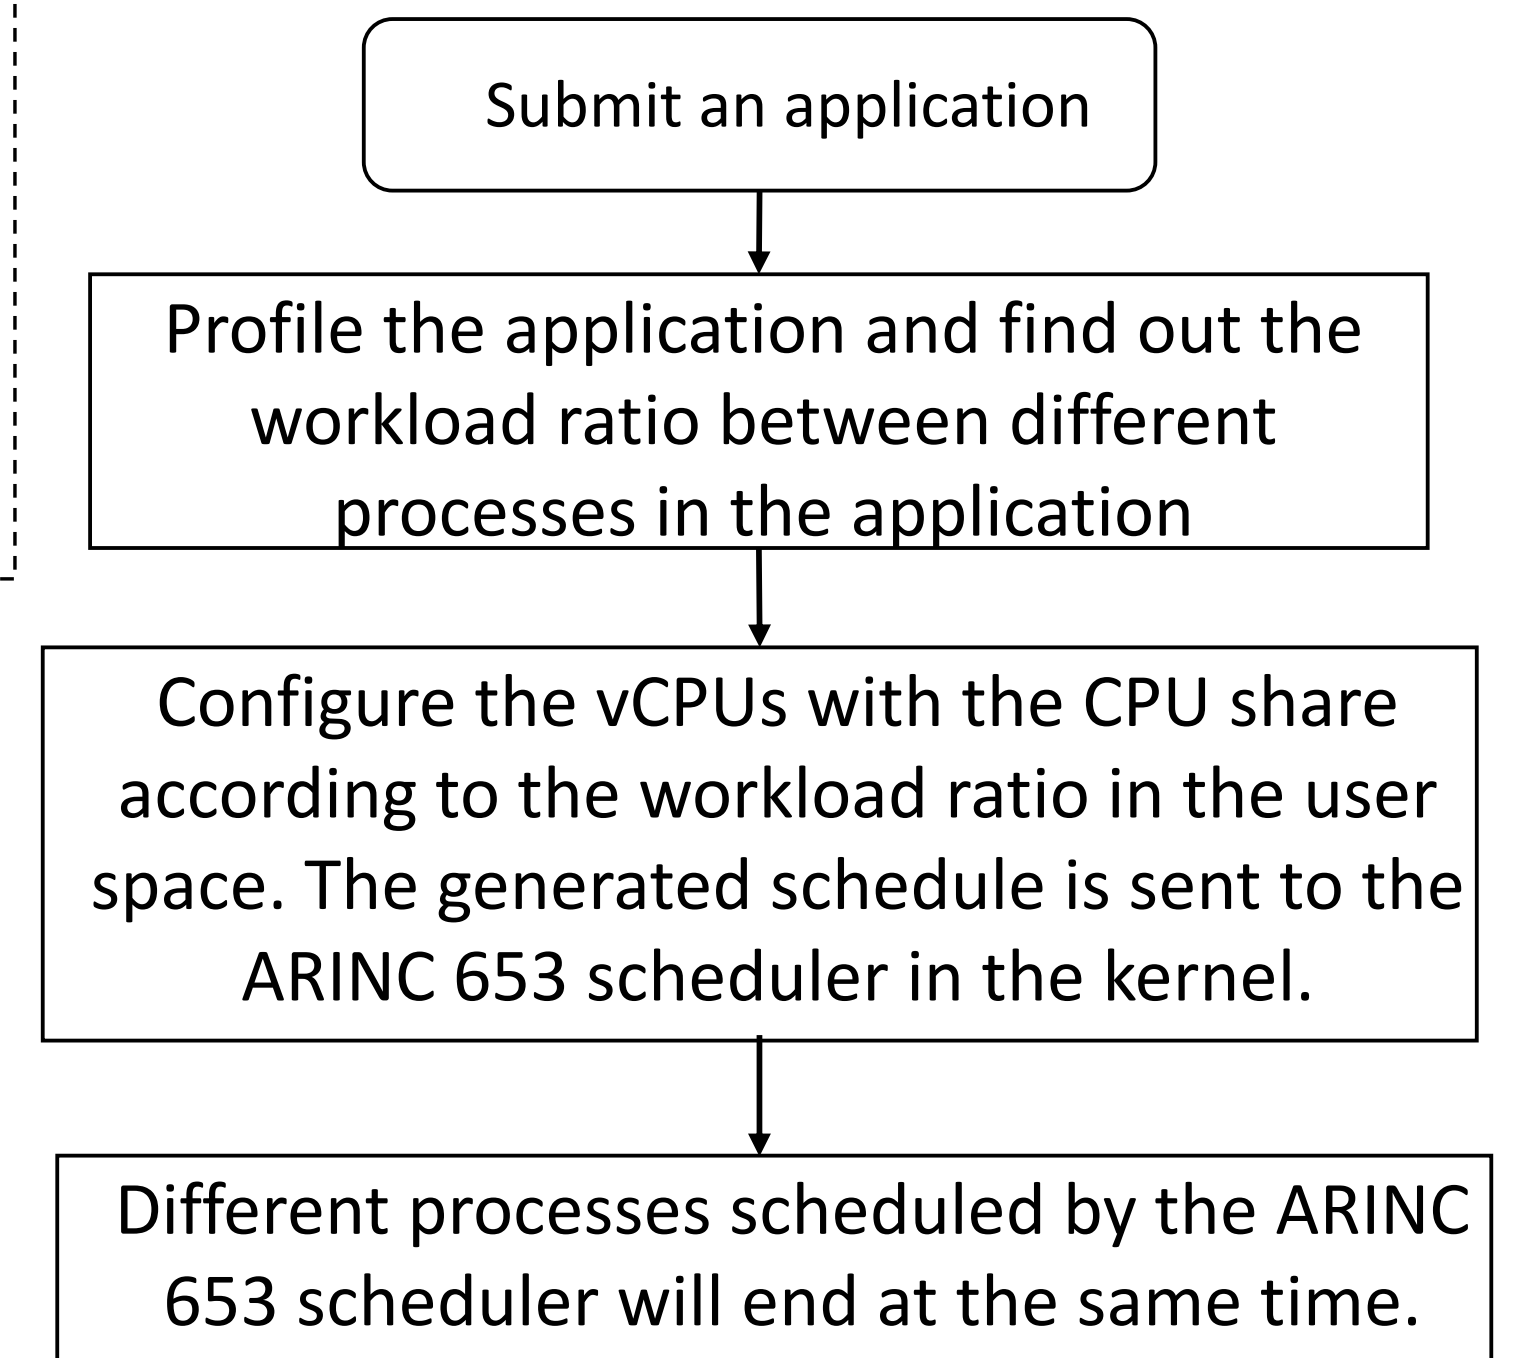 Submit an application
Profile the application and find out the
workload ratio between different
processes in the application
Configure the vCPUs with the CPU share
according to the workload ratio in the user
space. The generated schedule is sent to the
ARINC 653 scheduler in the kernel.
Different processes scheduled by the ARINC
653 scheduler will end at the same time.